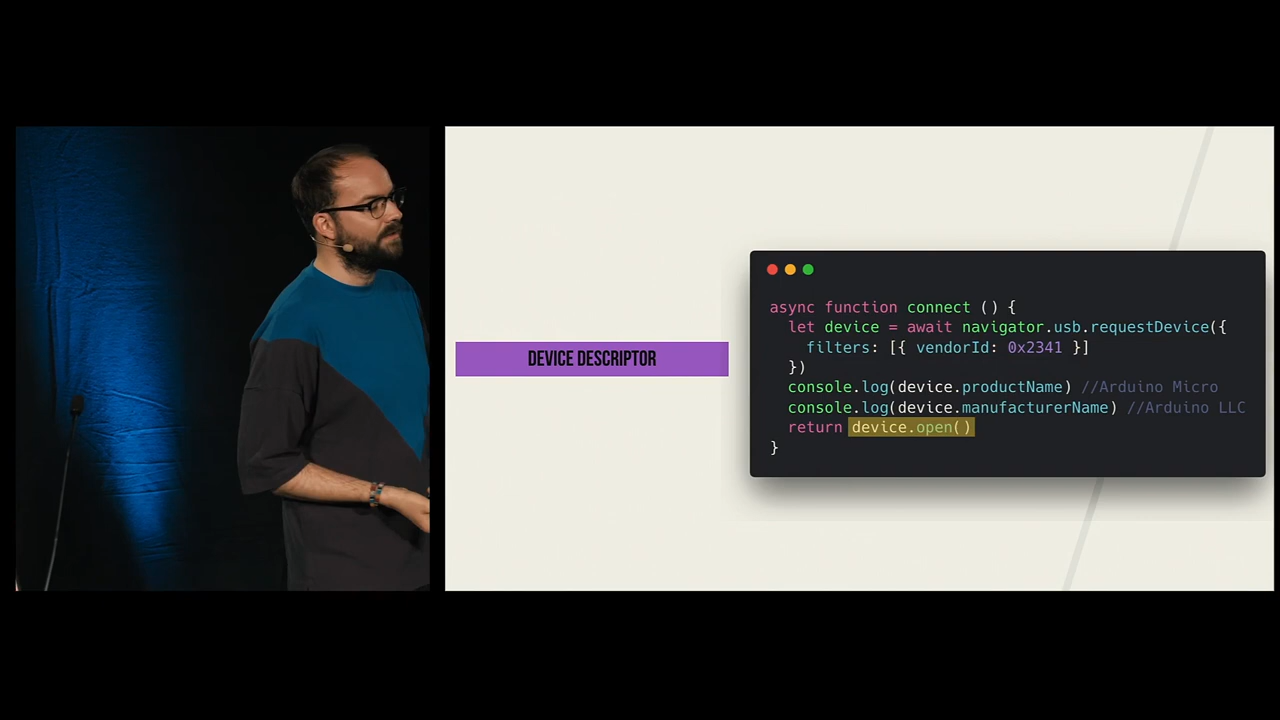 DEVICE DESCRIPTOR
async function connect () {
let device = await navigator.usb.requestDevice({
filters: [{ vendorId: 0x2341 }]
})
console.log(device.productName) //Arduino Micro
console.log(device.manufacturerName) //Arduino LLC
return device.open()
}